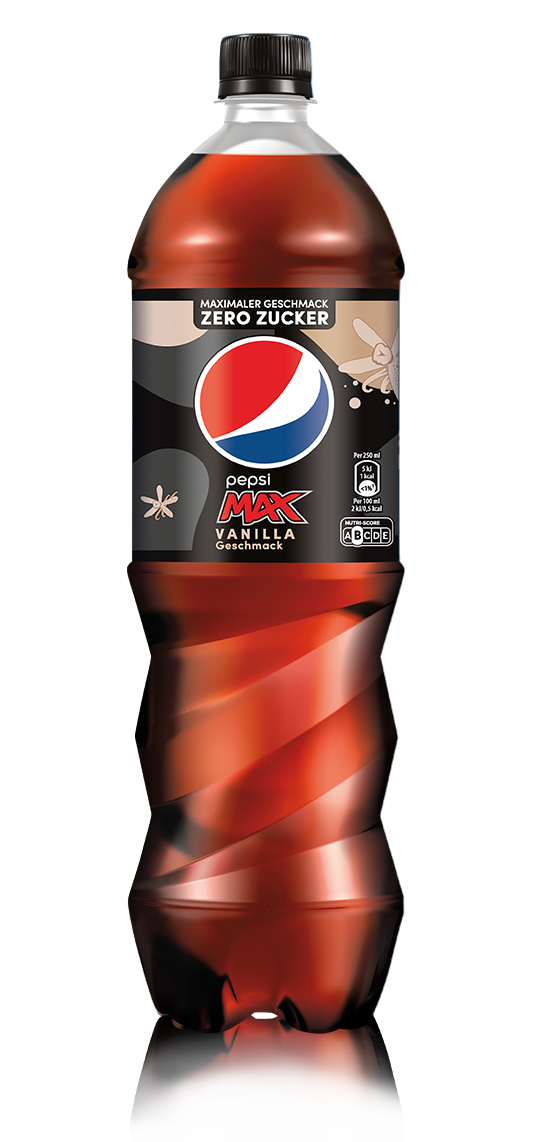 MAXIMALER GESCHMACK
ZERO ZUCKER
pepsi
MAX
VANILLA
Geschmack
Per 250 ml
5 kJ
1 kcal
<1%
Per 100 ml
2 kJ/0,5 kcal
NUTRI-SCORE
A B C D E